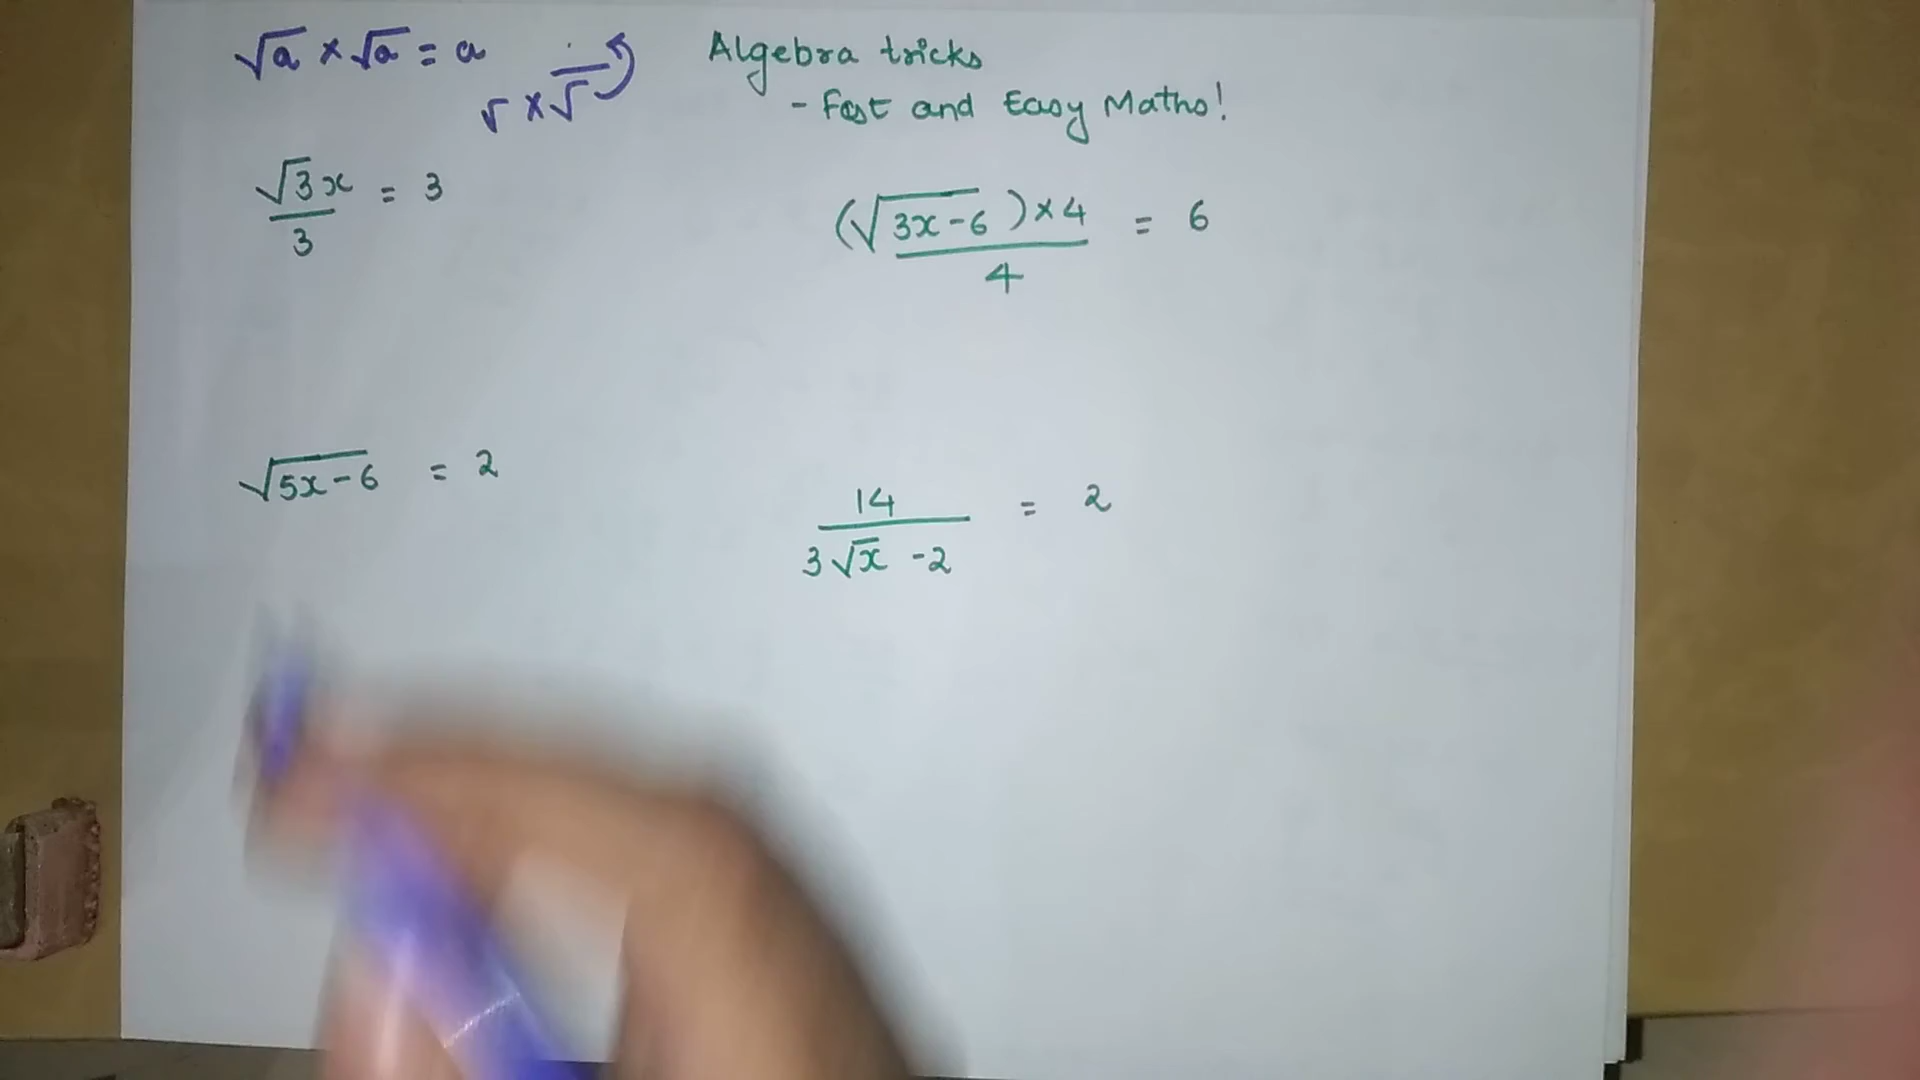 √a × √a = a
√ × √
Algebra tricks
- Fast and Easy Maths!
√3x = 3
3
(√3x-6) × 4 = 6
4
√5x-6 = 2
14 = 2
3√x -2